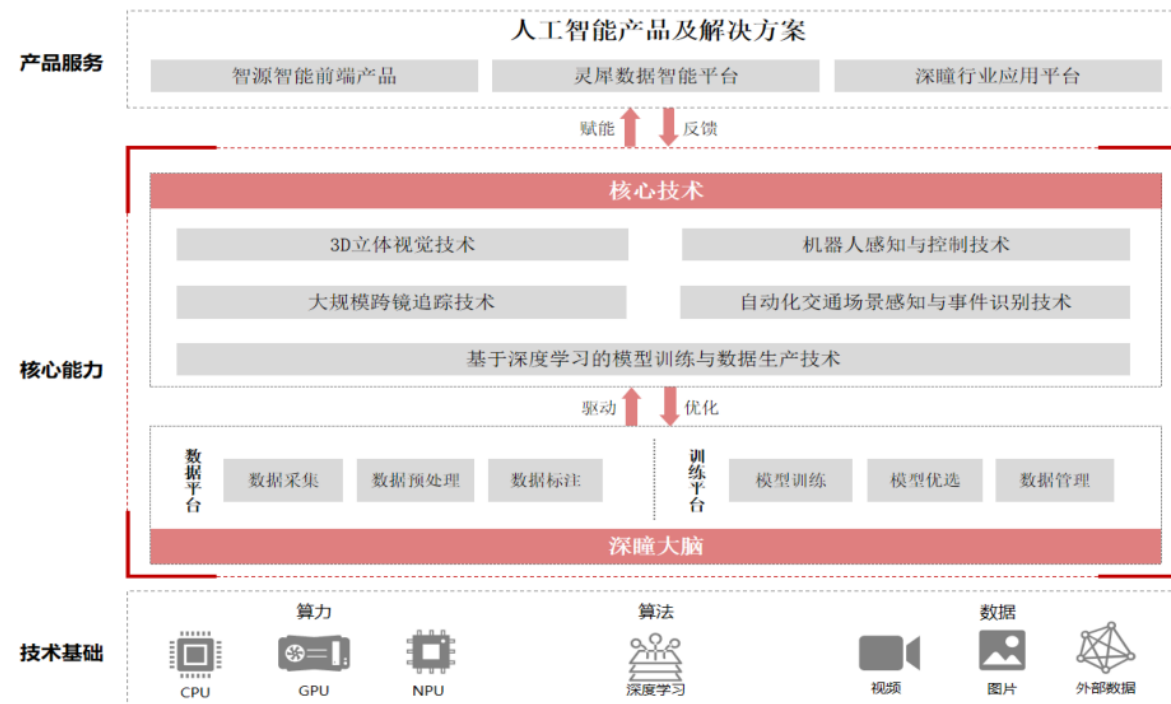 产品服务
人工智能产品及解决方案
智源智能前端产品
灵犀数据智能平台
深瞳行业应用平台
赋能
反馈
核心能力
核心技术
3D立体视觉技术
机器人感知与控制技术
大规模跨镜追踪技术
自动化交通场景感知与事件识别技术
基于深度学习的模型训练与数据生产技术
驱动
优化
数据平台
数据采集
数据预处理
数据标注
训练平台
模型训练
模型优选
数据管理
深瞳大脑
技术基础
算力
算法
数据
CPU
GPU
NPU
深度学习
视频
图片
外部数据